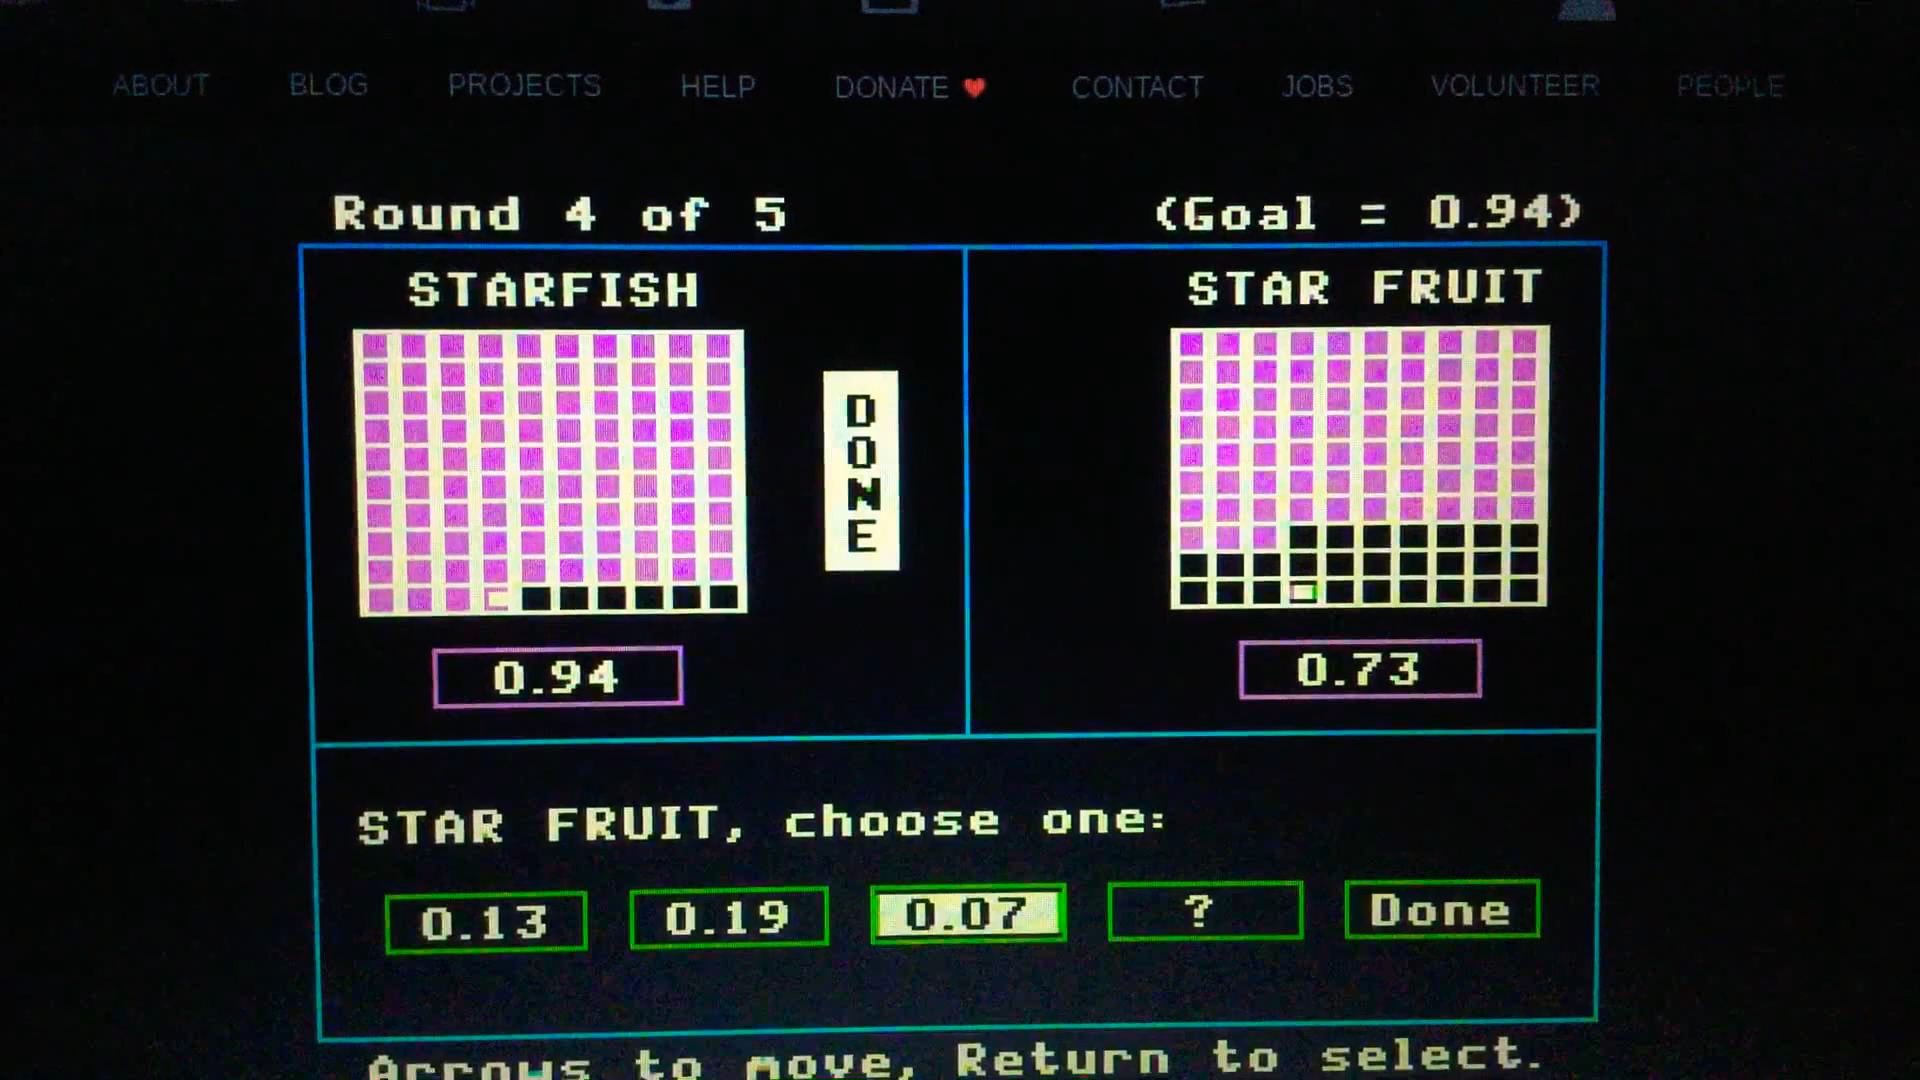 ABOUT BLOG PROJECTS HELP DONATE ♥ CONTACT JOBS VOLUNTEER PEOPLE
Round 4 of 5 (Goal = 0.94)
STARFISH
STAR FRUIT
DONE
0.94
0.73
STAR FRUIT, choose one:
0.13 0.19 0.07 ? Done
Arrows to move, Return to select.